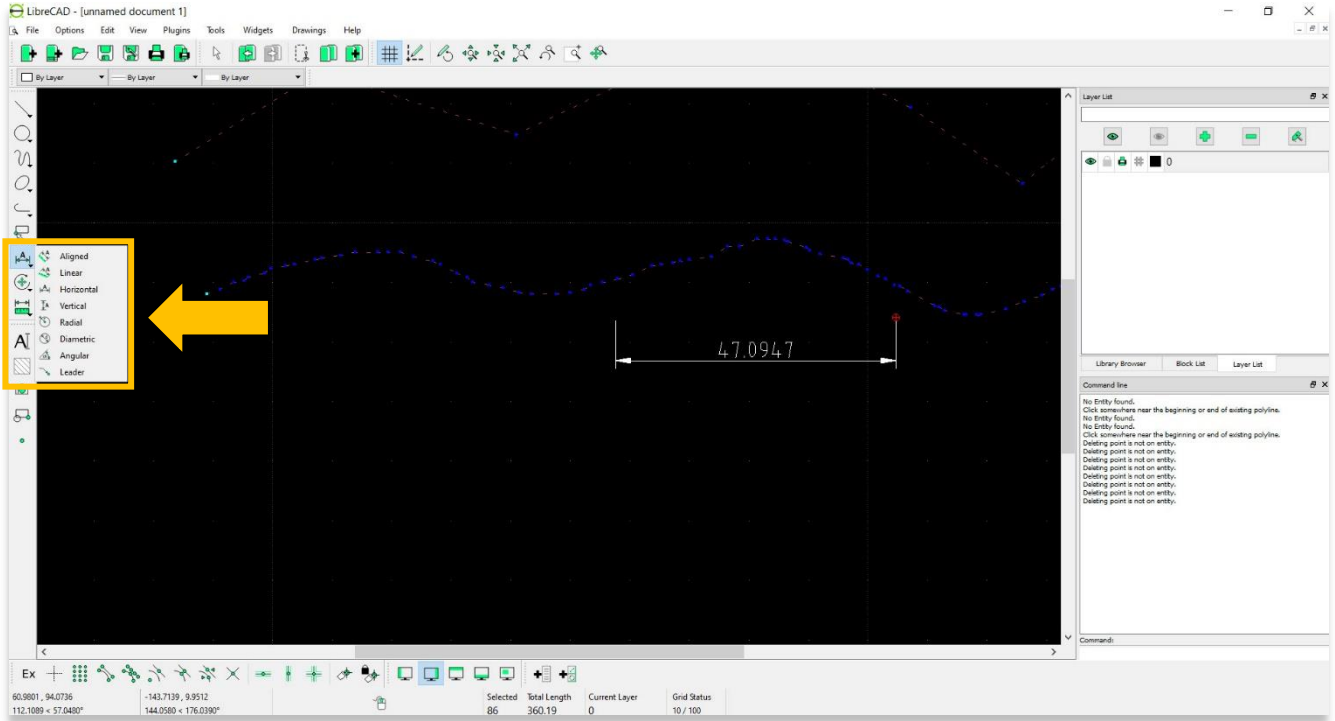 LibreCAD - [unnamed document 1]
File Options Edit View Plugins Tools Widgets Drawings Help
By Layer By Layer By Layer
Layer List
0
Aligned
Linear
Horizontal
Vertical
Radial
Diametric
Angular
Leader
47.0947
Library Browser Block List Layer List
Command line
No Entity found.
Click somewhere near the beginning or end of existing polyline.
No Entity found.
No Entity found.
Click somewhere near the beginning or end of existing polyline.
Deleting point is not on entity.
Deleting point is not on entity.
Deleting point is not on entity.
Deleting point is not on entity.
Deleting point is not on entity.
Deleting point is not on entity.
Deleting point is not on entity.
Deleting point is not on entity.
Command:
Ex
60.9801 , 94.0736 -143.7139 , 9.9512 Selected Total Length Current Layer Grid Status
112.1089 < 57.0480° 144.0580 < 176.0390° 86 360.19 0 10 / 100